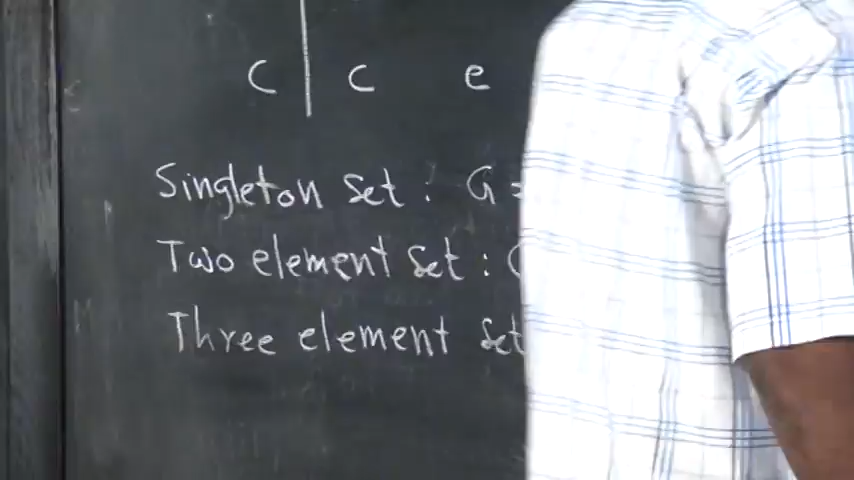 c | c e
Singleton set : G =
Two element set :
Three element set